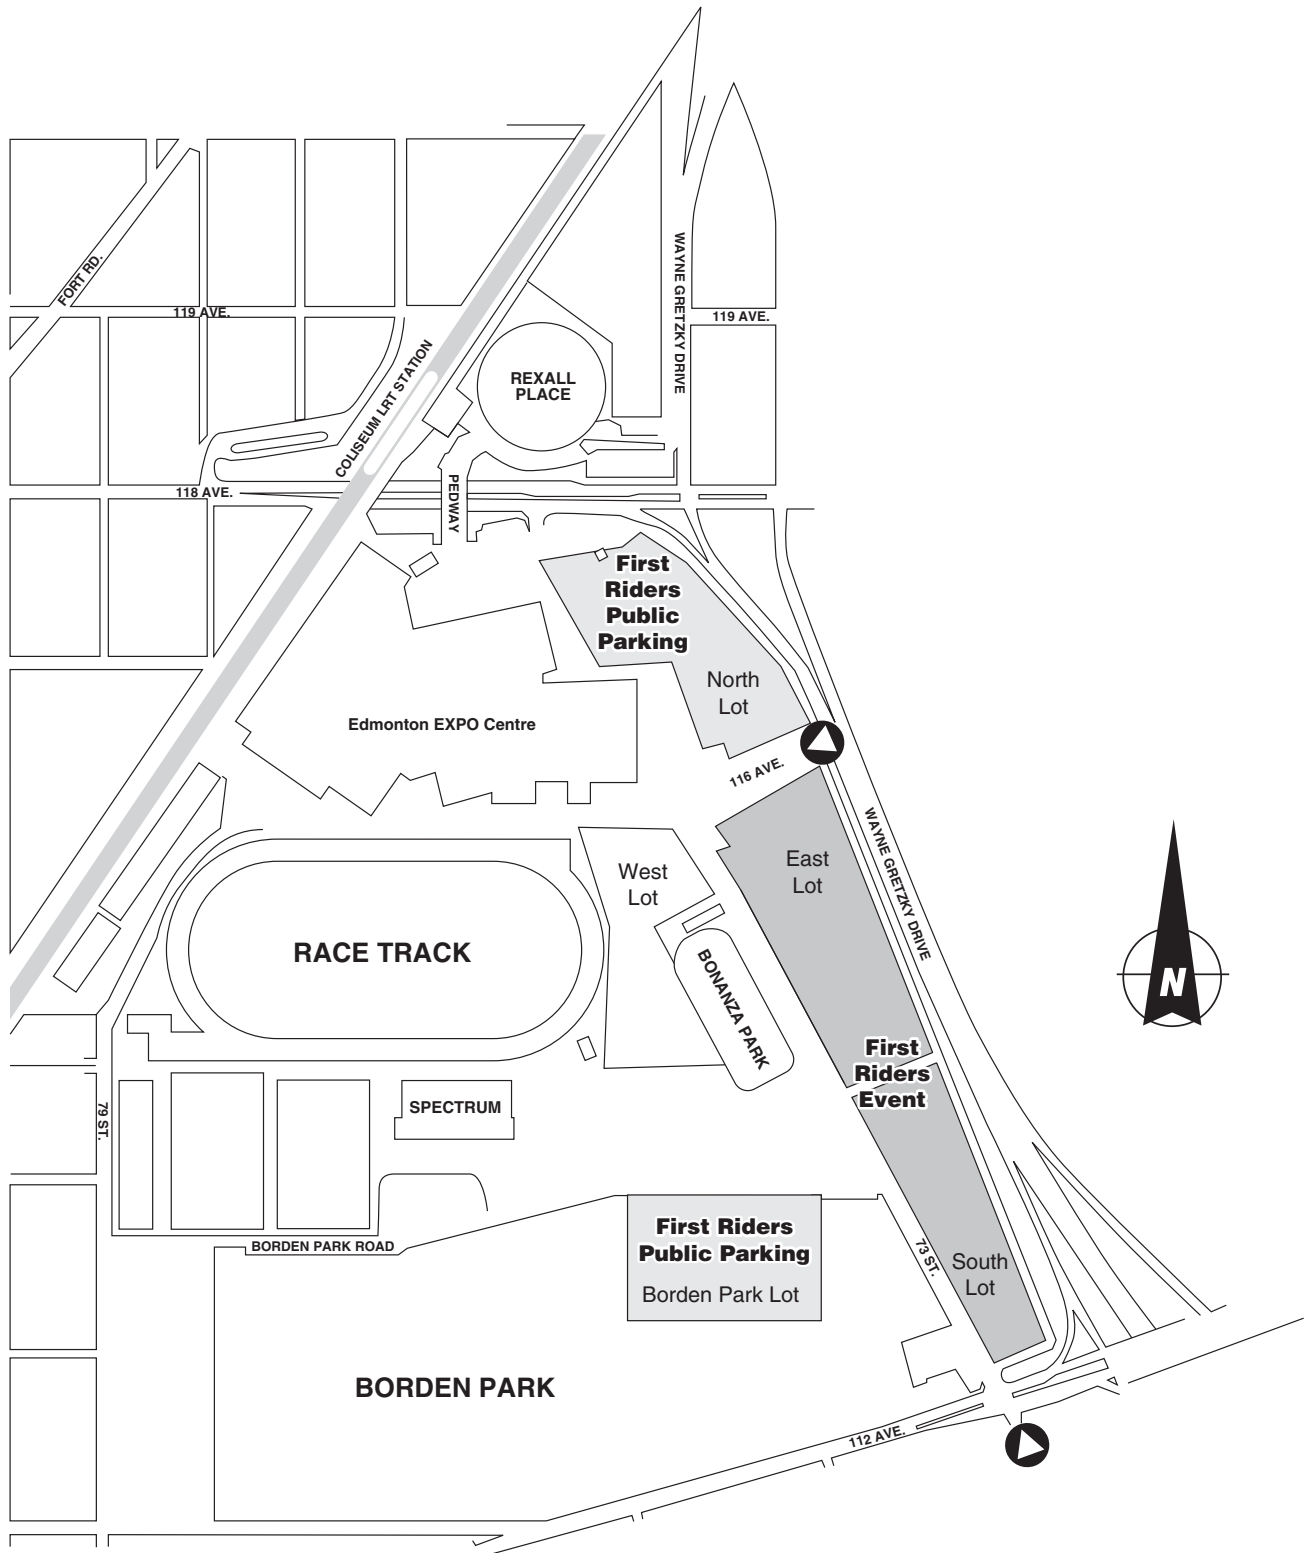 WAYNE GRETZKY DRIVE
FORT RD.
119 AVE.
119 AVE.
COLISEUM LRT STATION
REXALL
PLACE
118 AVE.
PEDWAY
First
Riders
Public
Parking
North
Lot
Edmonton EXPO Centre
116 AVE.
WAYNE GRETZKY DRIVE
East
Lot
West
Lot
RACE TRACK
BONANZA PARK
N
First
Riders
Event
79 ST.
SPECTRUM
First Riders
Public Parking
Borden Park Lot
BORDEN PARK ROAD
73 ST.
South
Lot
BORDEN PARK
112 AVE.